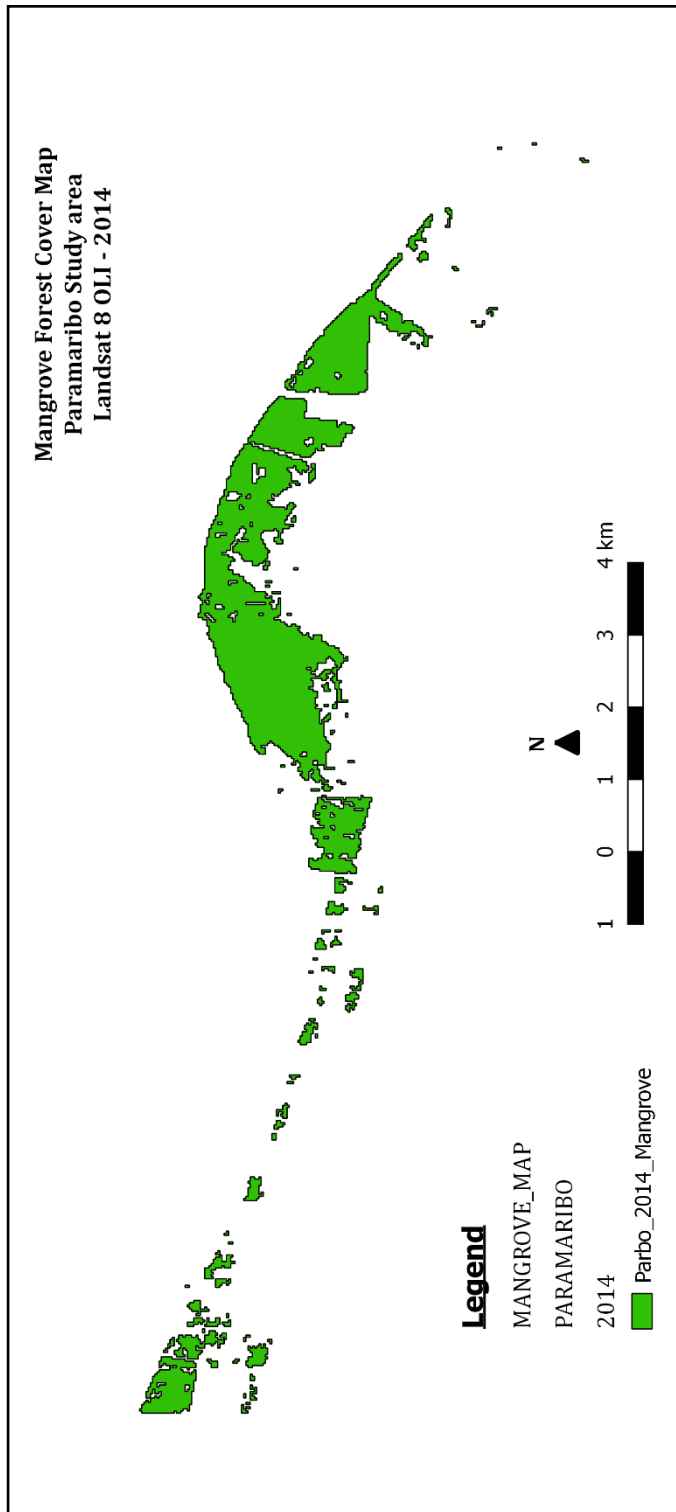 Mangrove Forest Cover Map
Paramaribo Study area
Landsat 8 OLI - 2014
N
1 0 1 2 3 4 km
Legend
MANGROVE_MAP
PARAMARIBO
2014
Parbo_2014_Mangrove